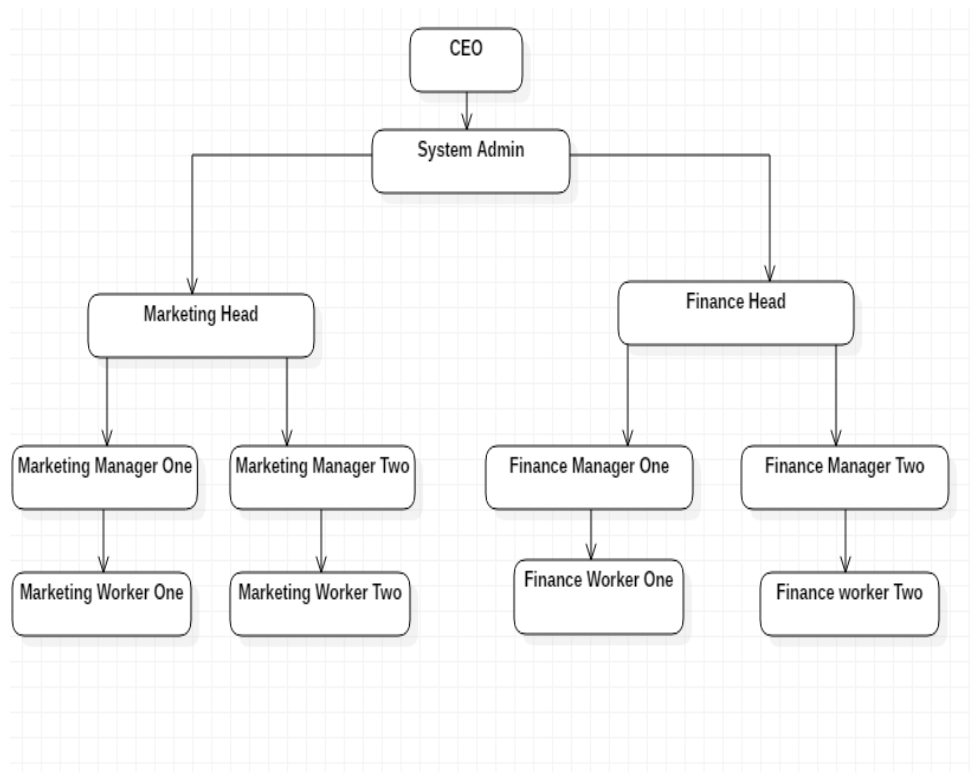 CEO
System Admin
Marketing Head
Finance Head
Marketing Manager One
Marketing Manager Two
Finance Manager One
Finance Manager Two
Marketing Worker One
Marketing Worker Two
Finance Worker One
Finance worker Two